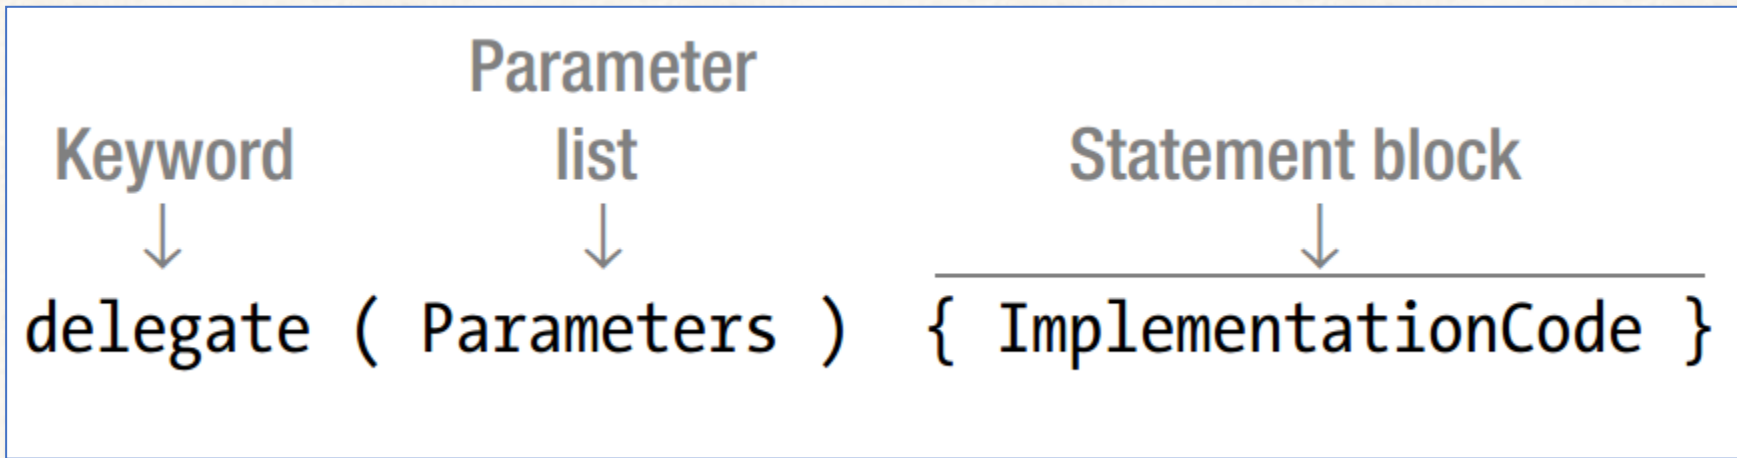 Parameter
Keyword list Statement block
delegate ( Parameters ) { ImplementationCode }